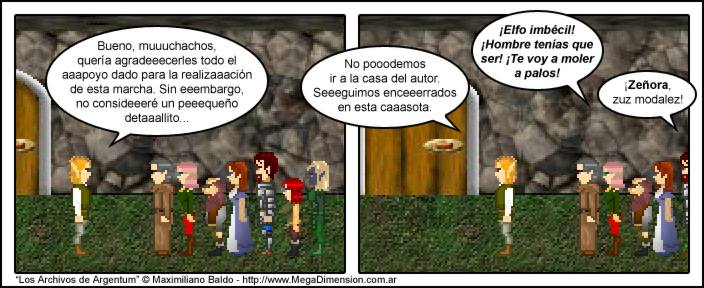 Bueno, muuuchachos,
quería agradeeecerles todo el
aaapoyo dado para la realizaaación
de esta marcha. Sin eeembargo,
no consideeeré un peeequeño
detaaallito...
No pooodemos
ir a la casa del autor.
Seeeguimos enceeerrados
en esta caaasota.
¡Elfo imbécil!
¡Hombre tenías que
ser! ¡Te voy a moler
a palos!
¡Zeñora,
zuz modalez!
"Los Archivos de Argentum" © Maximiliano Baldo - http://www.MegaDimension.com.ar